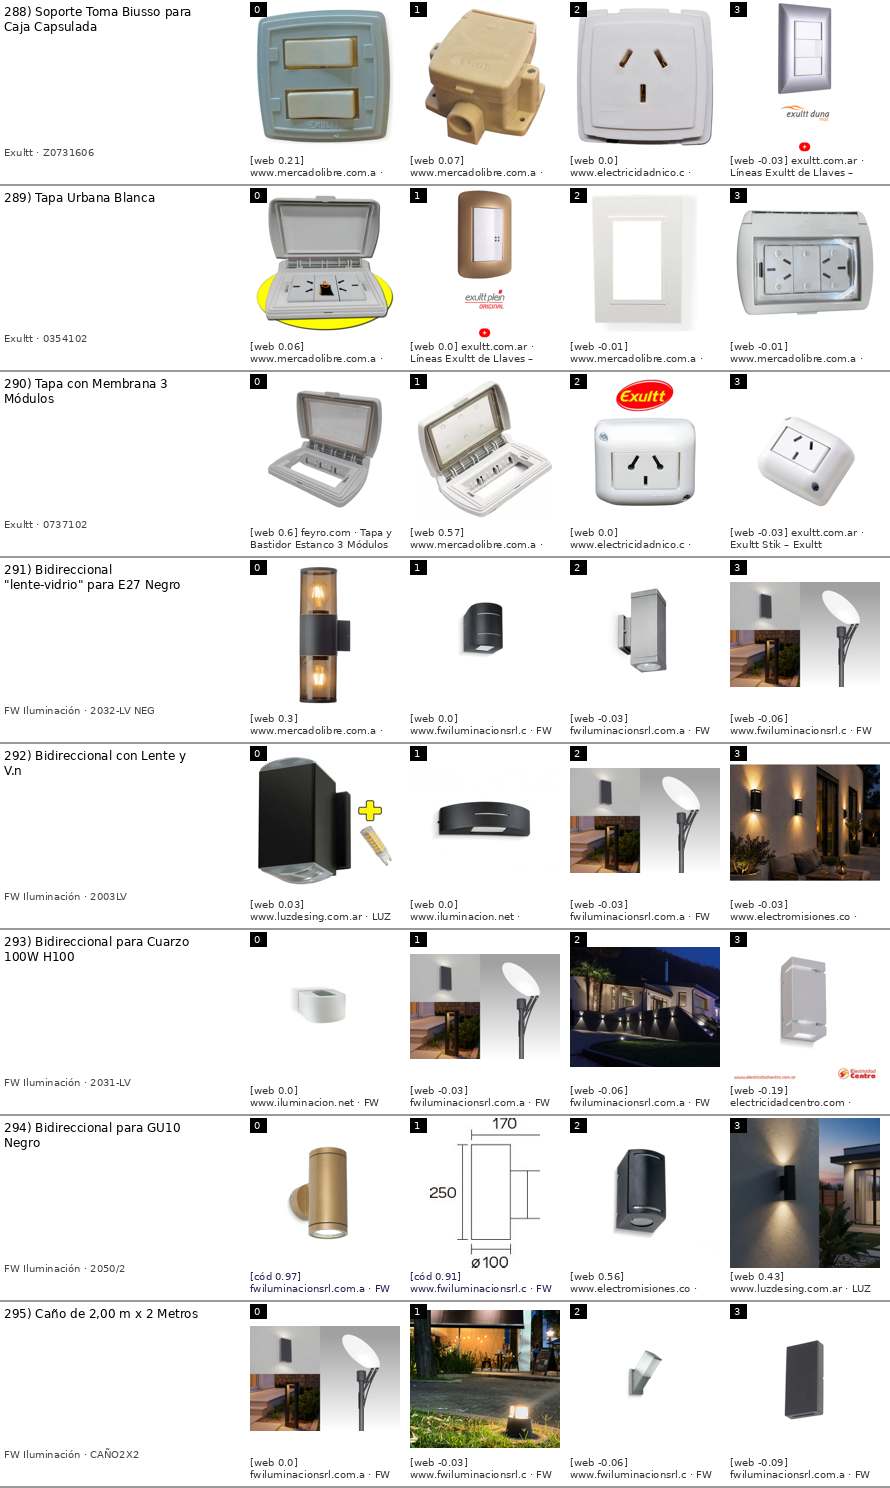 288) Soporte Toma Biusso para
Caja Capsulada
Exultt · Z0731606
0
[web 0.21]
www.mercadolibre.com.a ·
1
[web 0.07]
www.mercadolibre.com.a ·
2
[web 0.0]
www.electricidadnico.c ·
3
exultt duna
[web -0.03] exultt.com.ar ·
Líneas Exultt de Llaves –
289) Tapa Urbana Blanca
Exultt · 0354102
0
[web 0.06]
www.mercadolibre.com.a ·
1
exultt plein
ORIGINAL
[web 0.0] exultt.com.ar ·
Líneas Exultt de Llaves –
2
[web -0.01]
www.mercadolibre.com.a ·
3
[web -0.01]
www.mercadolibre.com.a ·
290) Tapa con Membrana 3
Módulos
Exultt · 0737102
0
[web 0.6] feyro.com · Tapa y
Bastidor Estanco 3 Módulos
1
[web 0.57]
www.mercadolibre.com.a ·
2
Exultt
[web 0.0]
www.electricidadnico.c ·
3
[web -0.03] exultt.com.ar ·
Exultt Stik – Exultt
291) Bidireccional
"lente-vidrio" para E27 Negro
FW Iluminación · 2032-LV NEG
0
[web 0.3]
www.mercadolibre.com.a ·
1
[web 0.0]
www.fwiluminacionsrl.c · FW
2
[web -0.03]
fwiluminacionsrl.com.a · FW
3
[web -0.06]
www.fwiluminacionsrl.c · FW
292) Bidireccional con Lente y
V.n
FW Iluminación · 2003LV
0
[web 0.03]
www.luzdesing.com.ar · LUZ
1
[web 0.0]
www.iluminacion.net ·
2
[web -0.03]
fwiluminacionsrl.com.a · FW
3
[web -0.03]
www.electromisiones.co ·
293) Bidireccional para Cuarzo
100W H100
FW Iluminación · 2031-LV
0
[web 0.0]
www.iluminacion.net · FW
1
[web -0.03]
fwiluminacionsrl.com.a · FW
2
[web -0.06]
fwiluminacionsrl.com.a · FW
3
www.electricidadcentro.com.ar
Electricidad
Centro
[web -0.19]
electricidadcentro.com ·
294) Bidireccional para GU10
Negro
FW Iluminación · 2050/2
0
[cód 0.97]
fwiluminacionsrl.com.a · FW
1
170
250
ø100
[cód 0.91]
www.fwiluminacionsrl.c · FW
2
[web 0.56]
www.electromisiones.co ·
3
[web 0.43]
www.luzdesing.com.ar · LUZ
295) Caño de 2,00 m x 2 Metros
FW Iluminación · CAÑO2X2
0
[web 0.0]
fwiluminacionsrl.com.a · FW
1
[web -0.03]
www.fwiluminacionsrl.c · FW
2
[web -0.06]
www.fwiluminacionsrl.c · FW
3
[web -0.09]
fwiluminacionsrl.com.a · FW